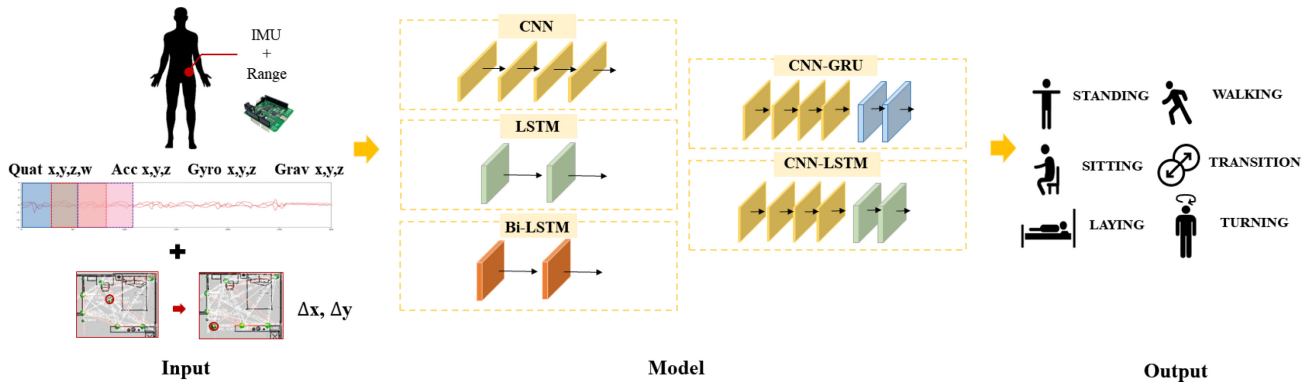 IMU
+
Range
Quat x,y,z,w Acc x,y,z Gyro x,y,z Grav x,y,z
+
Δx, Δy
Input
CNN
LSTM
Bi-LSTM
CNN-GRU
CNN-LSTM
Model
STANDING WALKING
SITTING TRANSITION
LAYING TURNING
Output